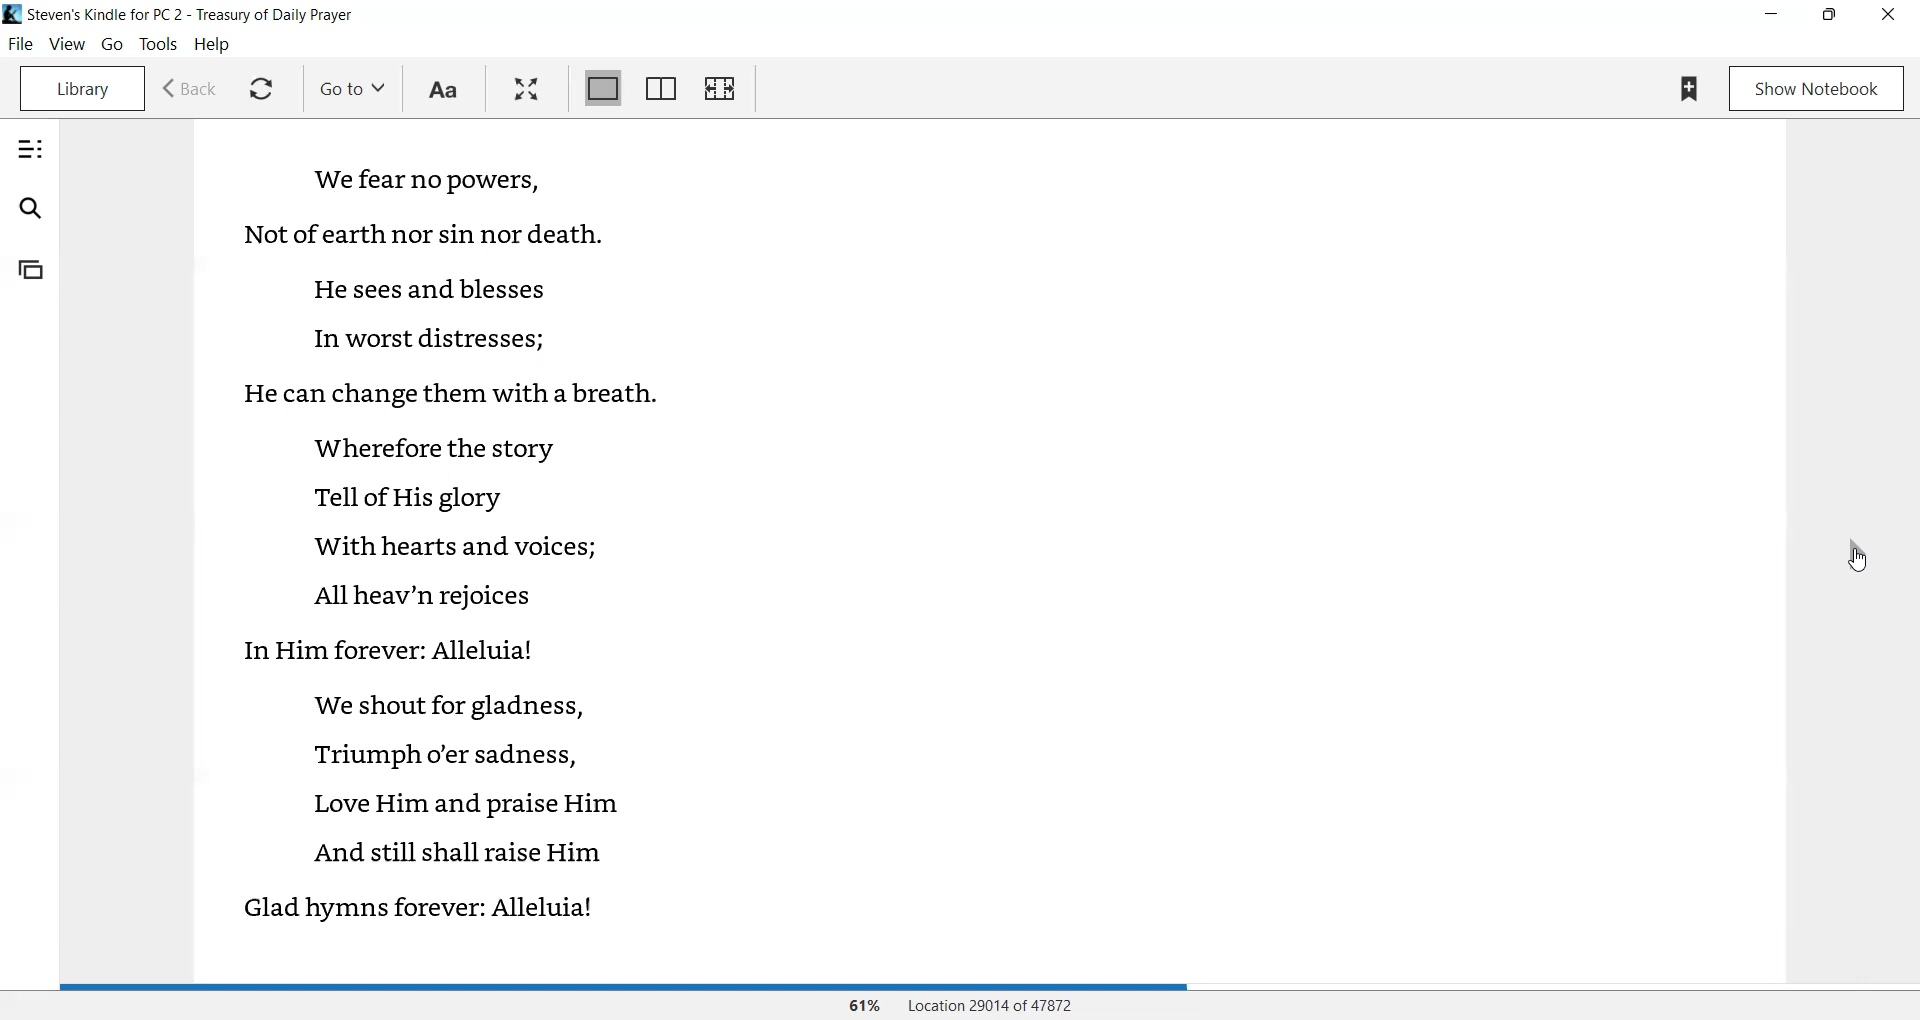 Steven's Kindle for PC 2 - Treasury of Daily Prayer
File View Go Tools Help
Library Back Go to Aa Show Notebook
We fear no powers,
Not of earth nor sin nor death.
He sees and blesses
In worst distresses;
He can change them with a breath.
Wherefore the story
Tell of His glory
With hearts and voices;
All heav’n rejoices
In Him forever: Alleluia!
We shout for gladness,
Triumph o’er sadness,
Love Him and praise Him
And still shall raise Him
Glad hymns forever: Alleluia!
61% Location 29014 of 47872